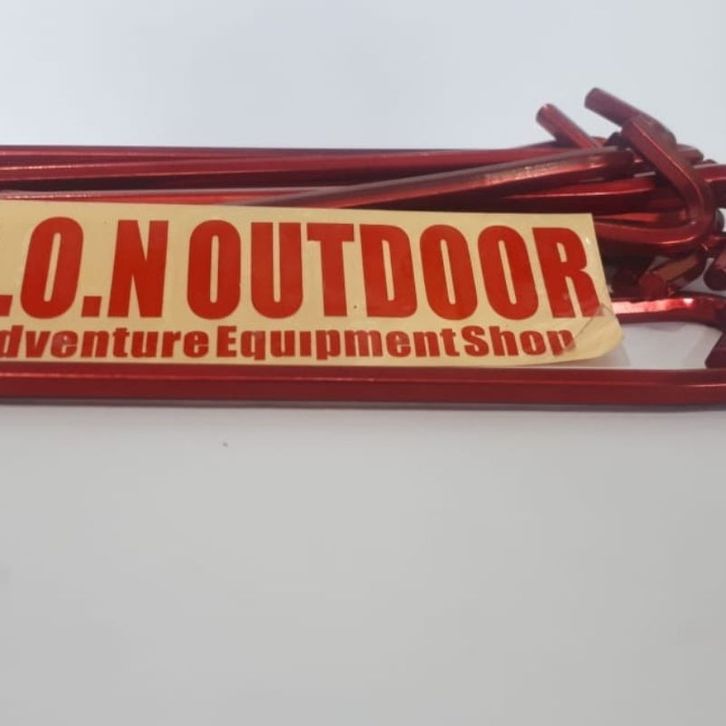 .O.N OUTDOOR
dventure Equipment Shop